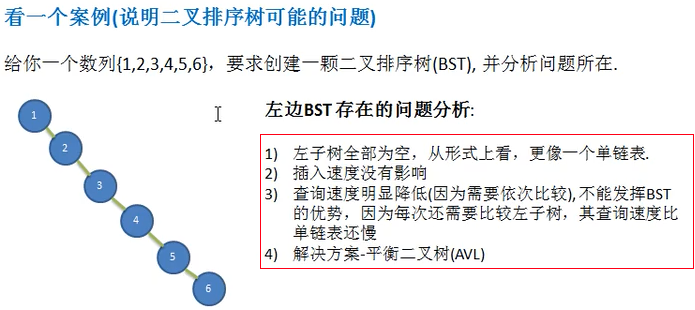 看一个案例(说明二叉排序树可能的问题)
给你一个数列{1,2,3,4,5,6}，要求创建一颗二叉排序树(BST), 并分析问题所在.
左边BST 存在的问题分析:
1) 左子树全部为空，从形式上看，更像一个单链表.
2) 插入速度没有影响
3) 查询速度明显降低(因为需要依次比较), 不能发挥BST
的优势，因为每次还需要比较左子树，其查询速度比
单链表还慢
4) 解决方案-平衡二叉树(AVL)
1
2
3
4
5
6